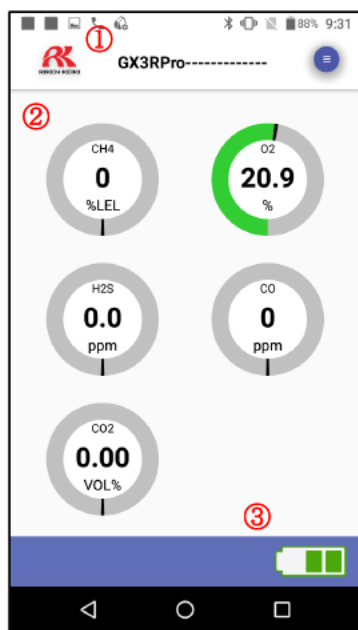 88% 9:31
①
RK
RIKEN KEIKI
GX3RPro-------------
②
CH4
0
%LEL
O2
20.9
%
H2S
0.0
ppm
CO
0
ppm
CO2
0.00
VOL%
③